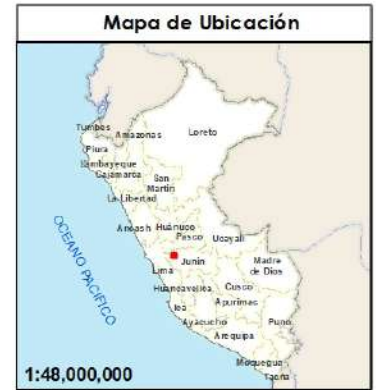 Mapa de Ubicación
Tumbes
Amazonas
Loreto
Piura
Lambayeque
Cajamarca
San
Martín
La Libertad
Ancash
Huánuco
Pasco
Ucayali
OCEANO PACIFICO
Lima
Junín
Madre
de Dios
Huancavelica
Cusco
Ica
Apurimac
Ayacucho
Puno
Arequipa
Moquegua
Tacna
1:48,000,000